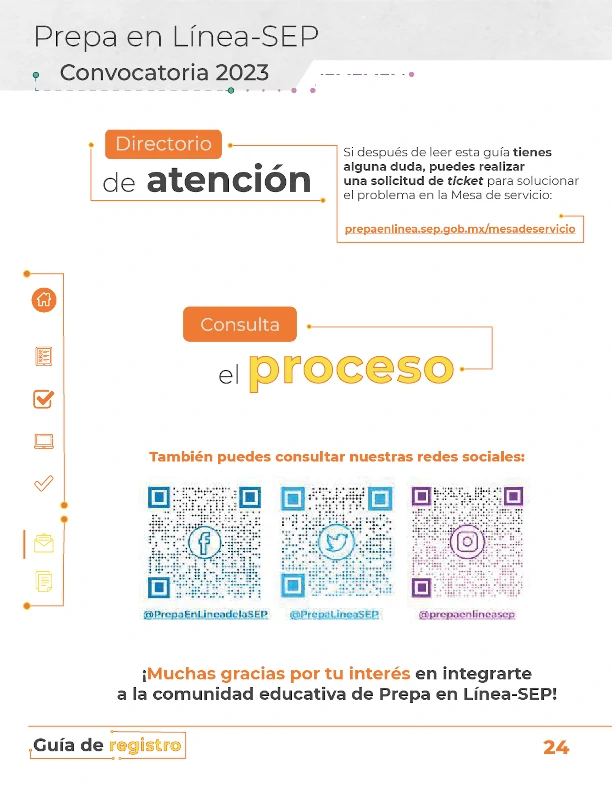 Prepa en Línea-SEP
Convocatoria 2023
Directorio
de atención
Si después de leer esta guía tienes
alguna duda, puedes realizar
una solicitud de ticket para solucionar
el problema en la Mesa de servicio:
prepaenlinea.sep.gob.mx/mesadeservicio
Consulta
el proceso
También puedes consultar nuestras redes sociales:
@PrepaEnLineadelaSEP @PrepaLineaSEP @prepaenlineasep
¡Muchas gracias por tu interés en integrarte
a la comunidad educativa de Prepa en Línea-SEP!
Guía de registro
24